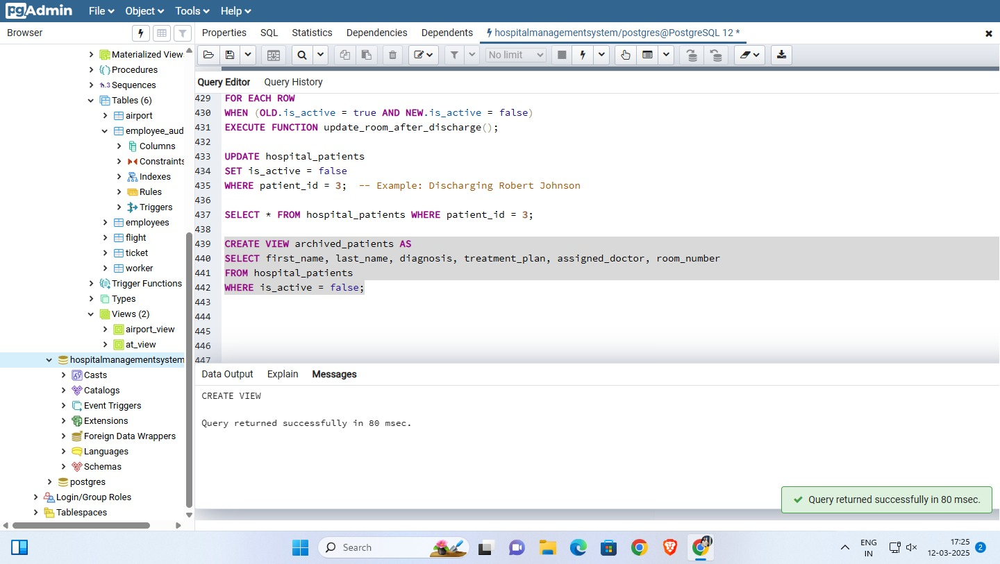 pgAdmin File Object Tools Help
Browser
Properties SQL Statistics Dependencies Dependents hospitalmanagementsystem/postgres@PostgreSQL 12 *
No limit
Query Editor Query History
Materialized View
Procedures
1..3 Sequences
Tables (6)
airport
employee_aud
Columns
Constraints
Indexes
Rules
Triggers
employees
flight
ticket
worker
Trigger Functions
Types
Views (2)
airport_view
at_view
hospitalmanagementsystem
Casts
Catalogs
Event Triggers
Extensions
Foreign Data Wrappers
Languages
Schemas
postgres
Login/Group Roles
Tablespaces
429 FOR EACH ROW
430 WHEN (OLD.is_active = true AND NEW.is_active = false)
431 EXECUTE FUNCTION update_room_after_discharge();
432
433 UPDATE hospital_patients
434 SET is_active = false
435 WHERE patient_id = 3;  -- Example: Discharging Robert Johnson
436
437 SELECT * FROM hospital_patients WHERE patient_id = 3;
438
439 CREATE VIEW archived_patients AS
440 SELECT first_name, last_name, diagnosis, treatment_plan, assigned_doctor, room_number
441 FROM hospital_patients
442 WHERE is_active = false;
443
444
445
446
447
Data Output Explain Messages
CREATE VIEW
Query returned successfully in 80 msec.
Query returned successfully in 80 msec.
Search
ENG
IN
17:25
12-03-2025
2